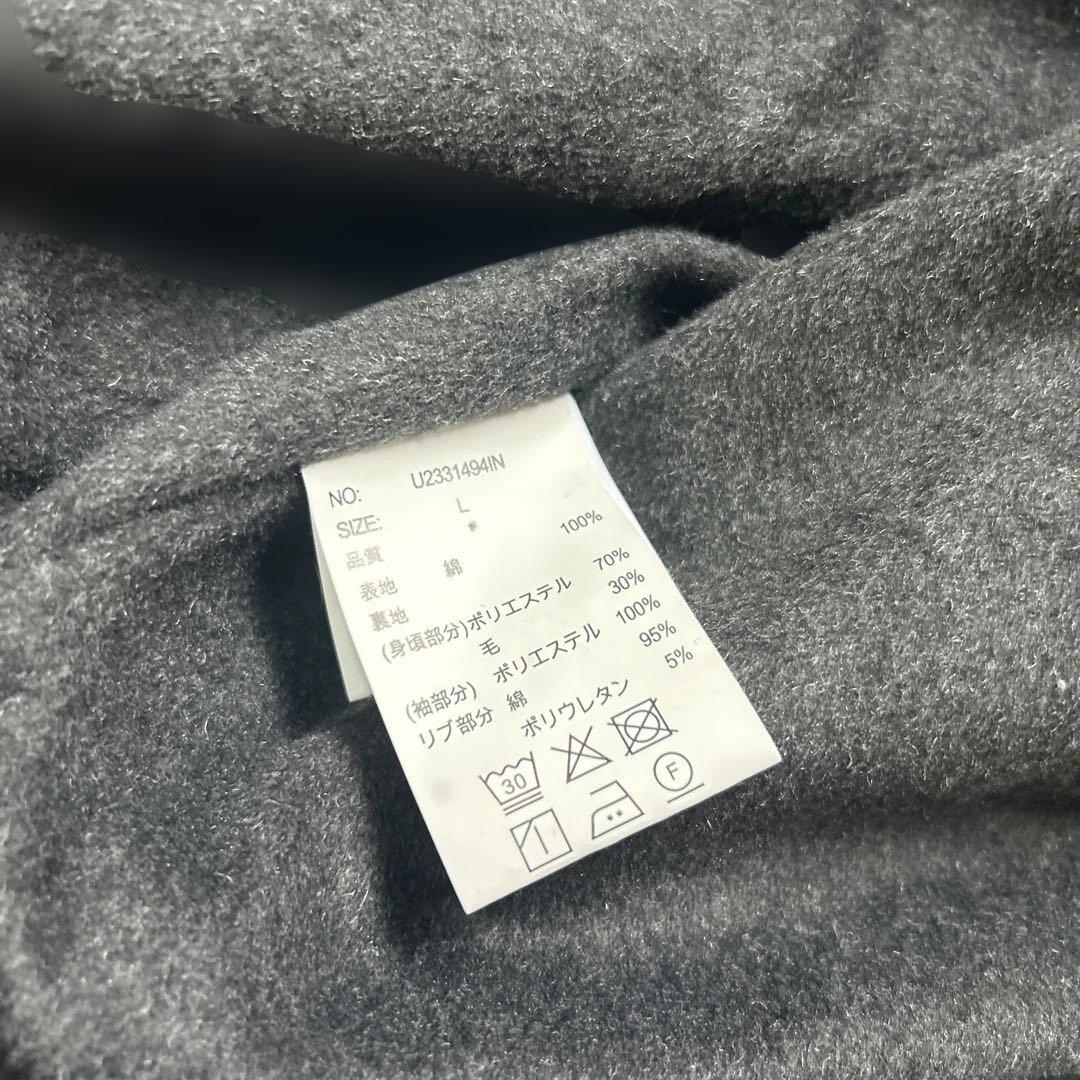 NO: U2331494IN
SIZE: L
品質
表地 綿 100%
裏地
(身頃部分)ポリエステル 70%
毛 30%
(袖部分) ポリエステル 100%
リブ部分 綿 95%
ポリウレタン 5%
30
F